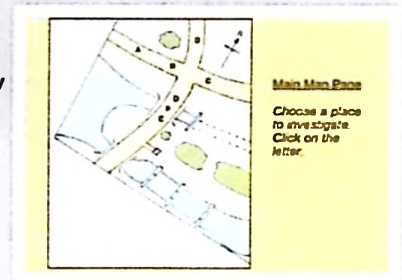 A
B
D
C
D
Main Map Page
Choose a place
to investigate.
Click on the
letter.